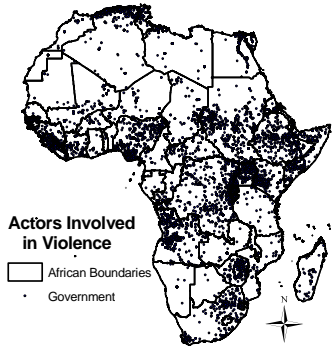 Actors Involved
in Violence
African Boundaries
Government
N